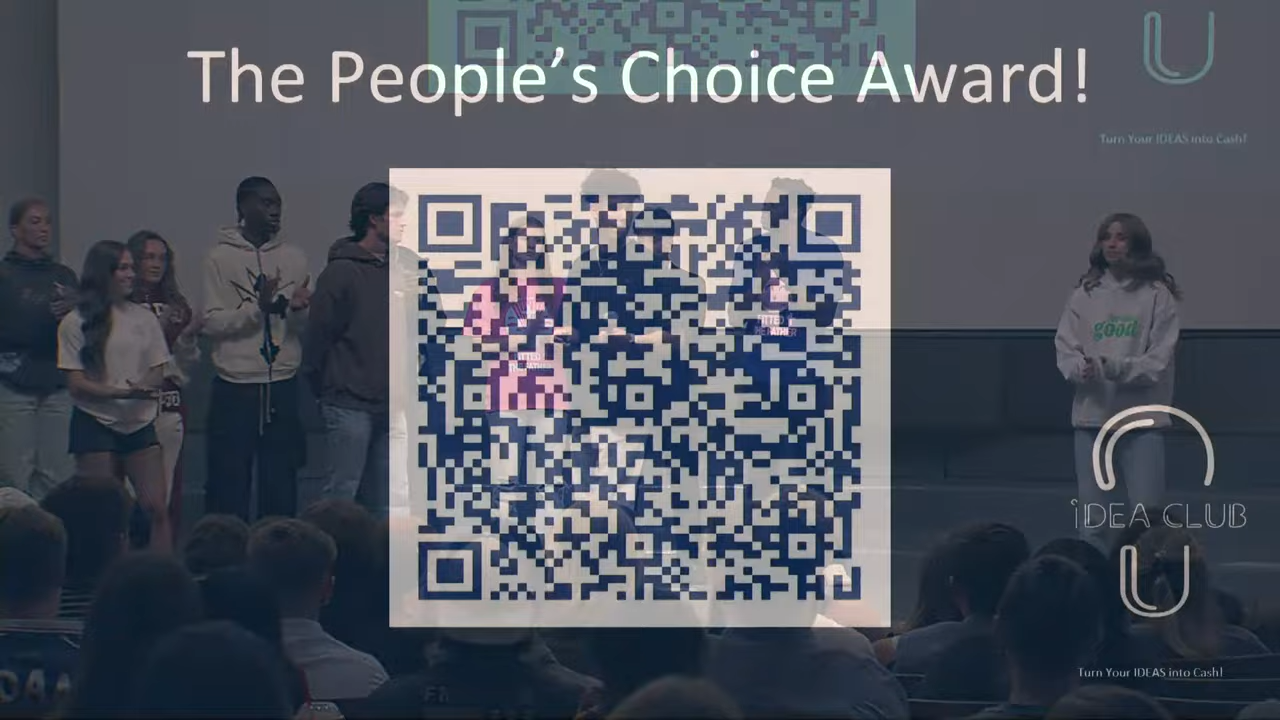 The People's Choice Award!
Turn Your IDEAS into Cash!
good
iDEA CLUB
Turn Your IDEAS into Cash!